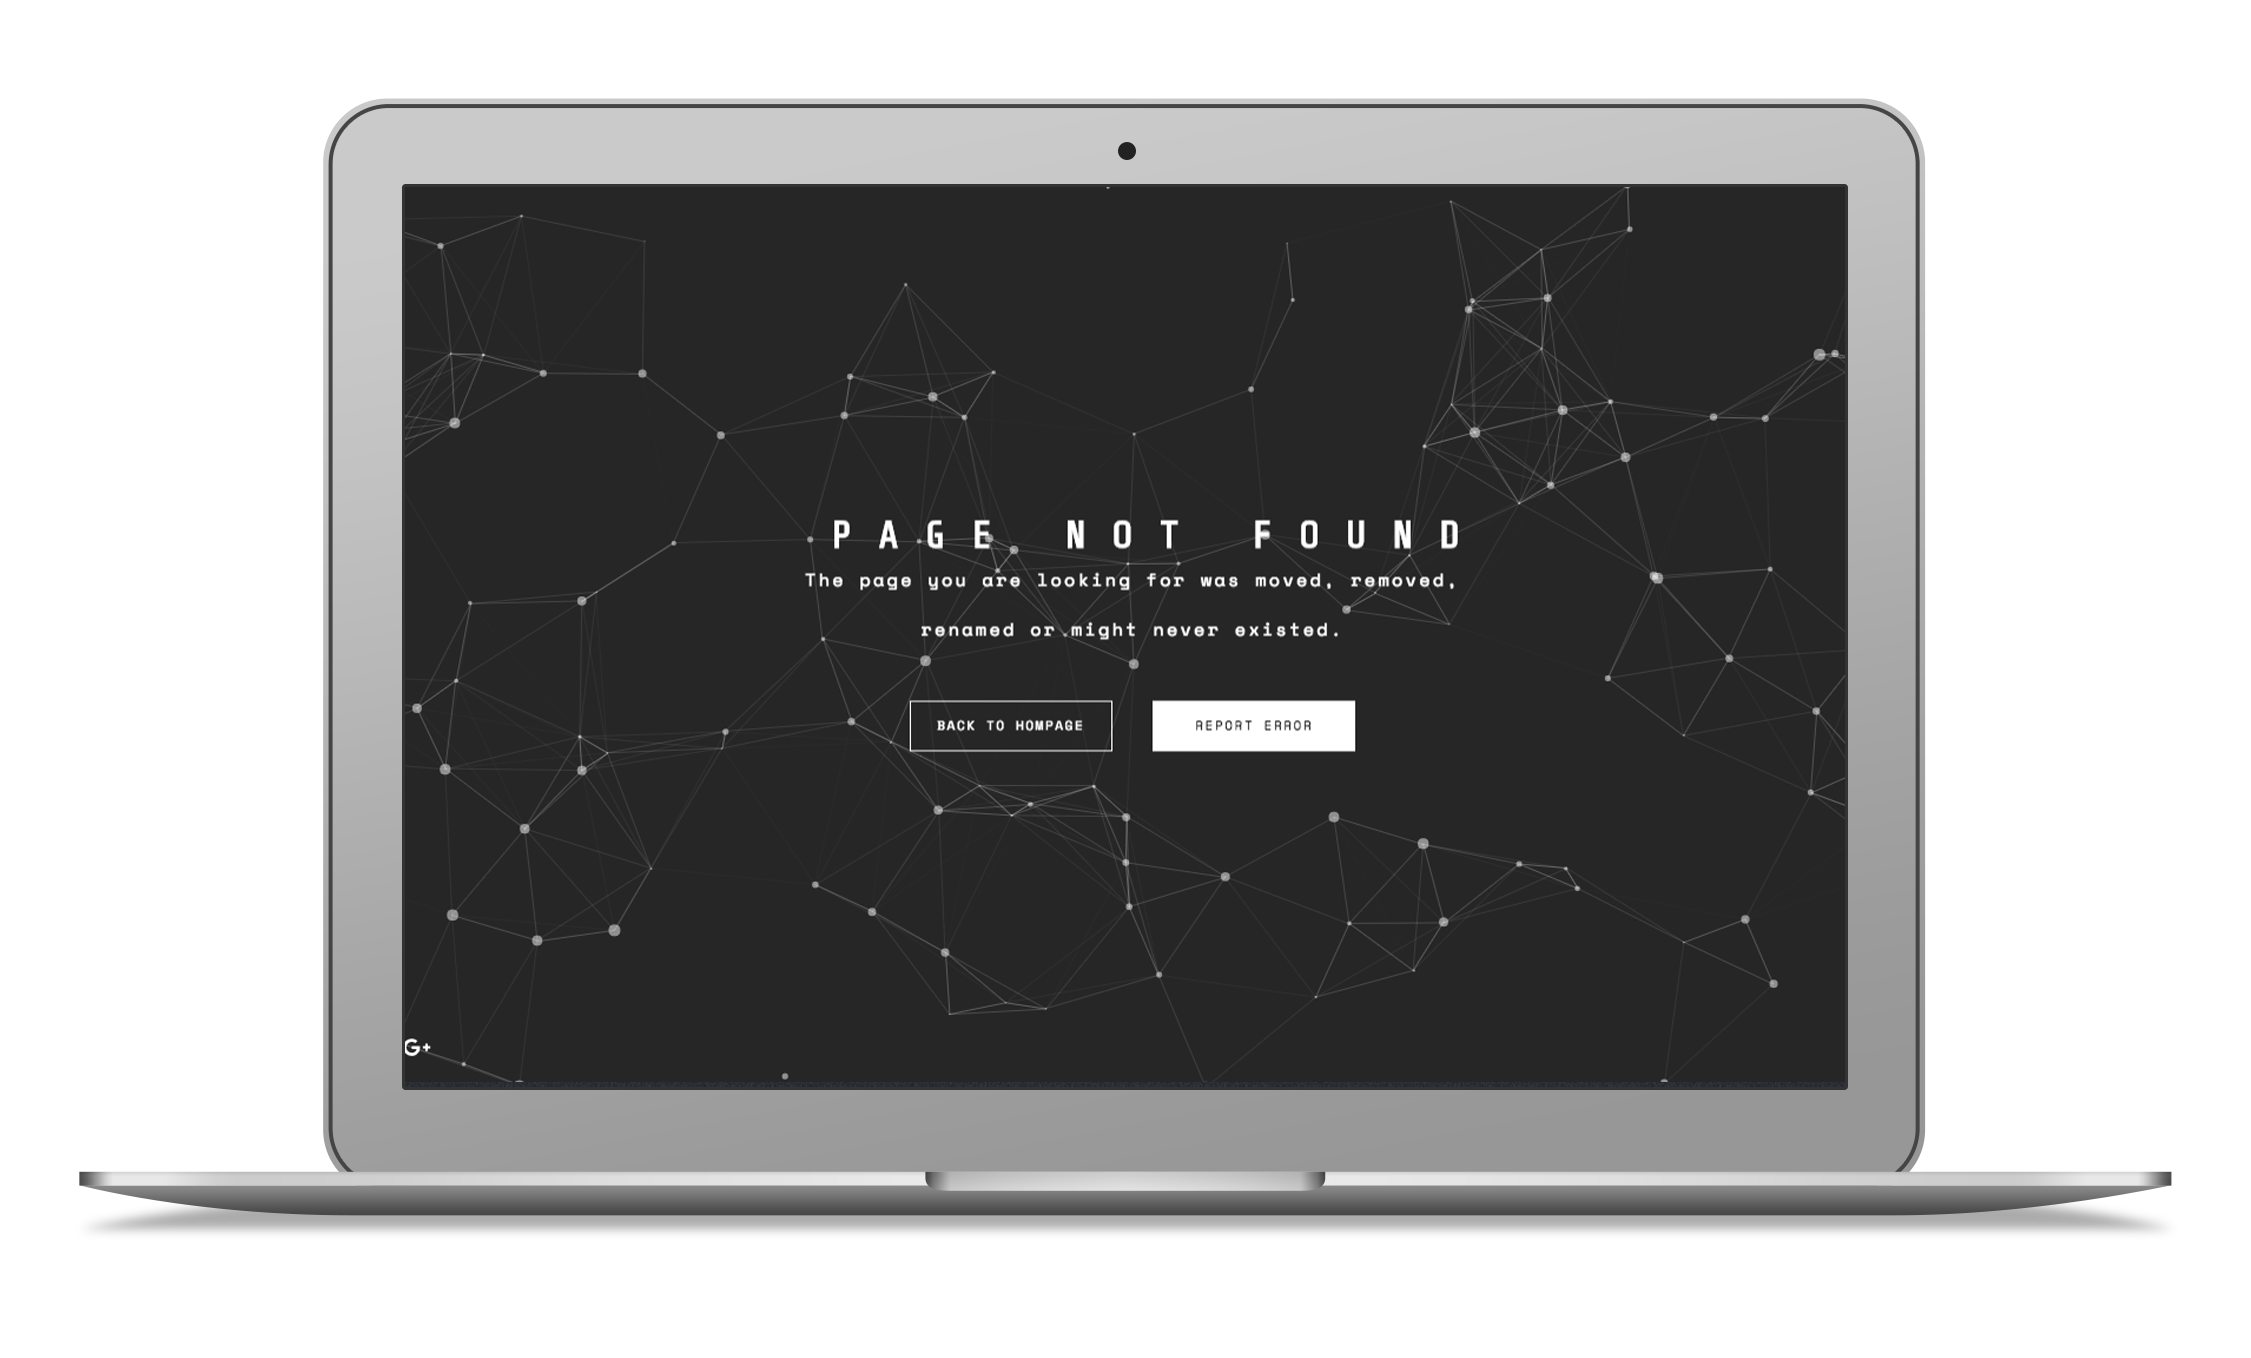 PAGE NOT FOUND
The page you are looking for was moved, removed,
renamed or might never existed.
BACK TO HOMPAGE
REPORT ERROR
G+